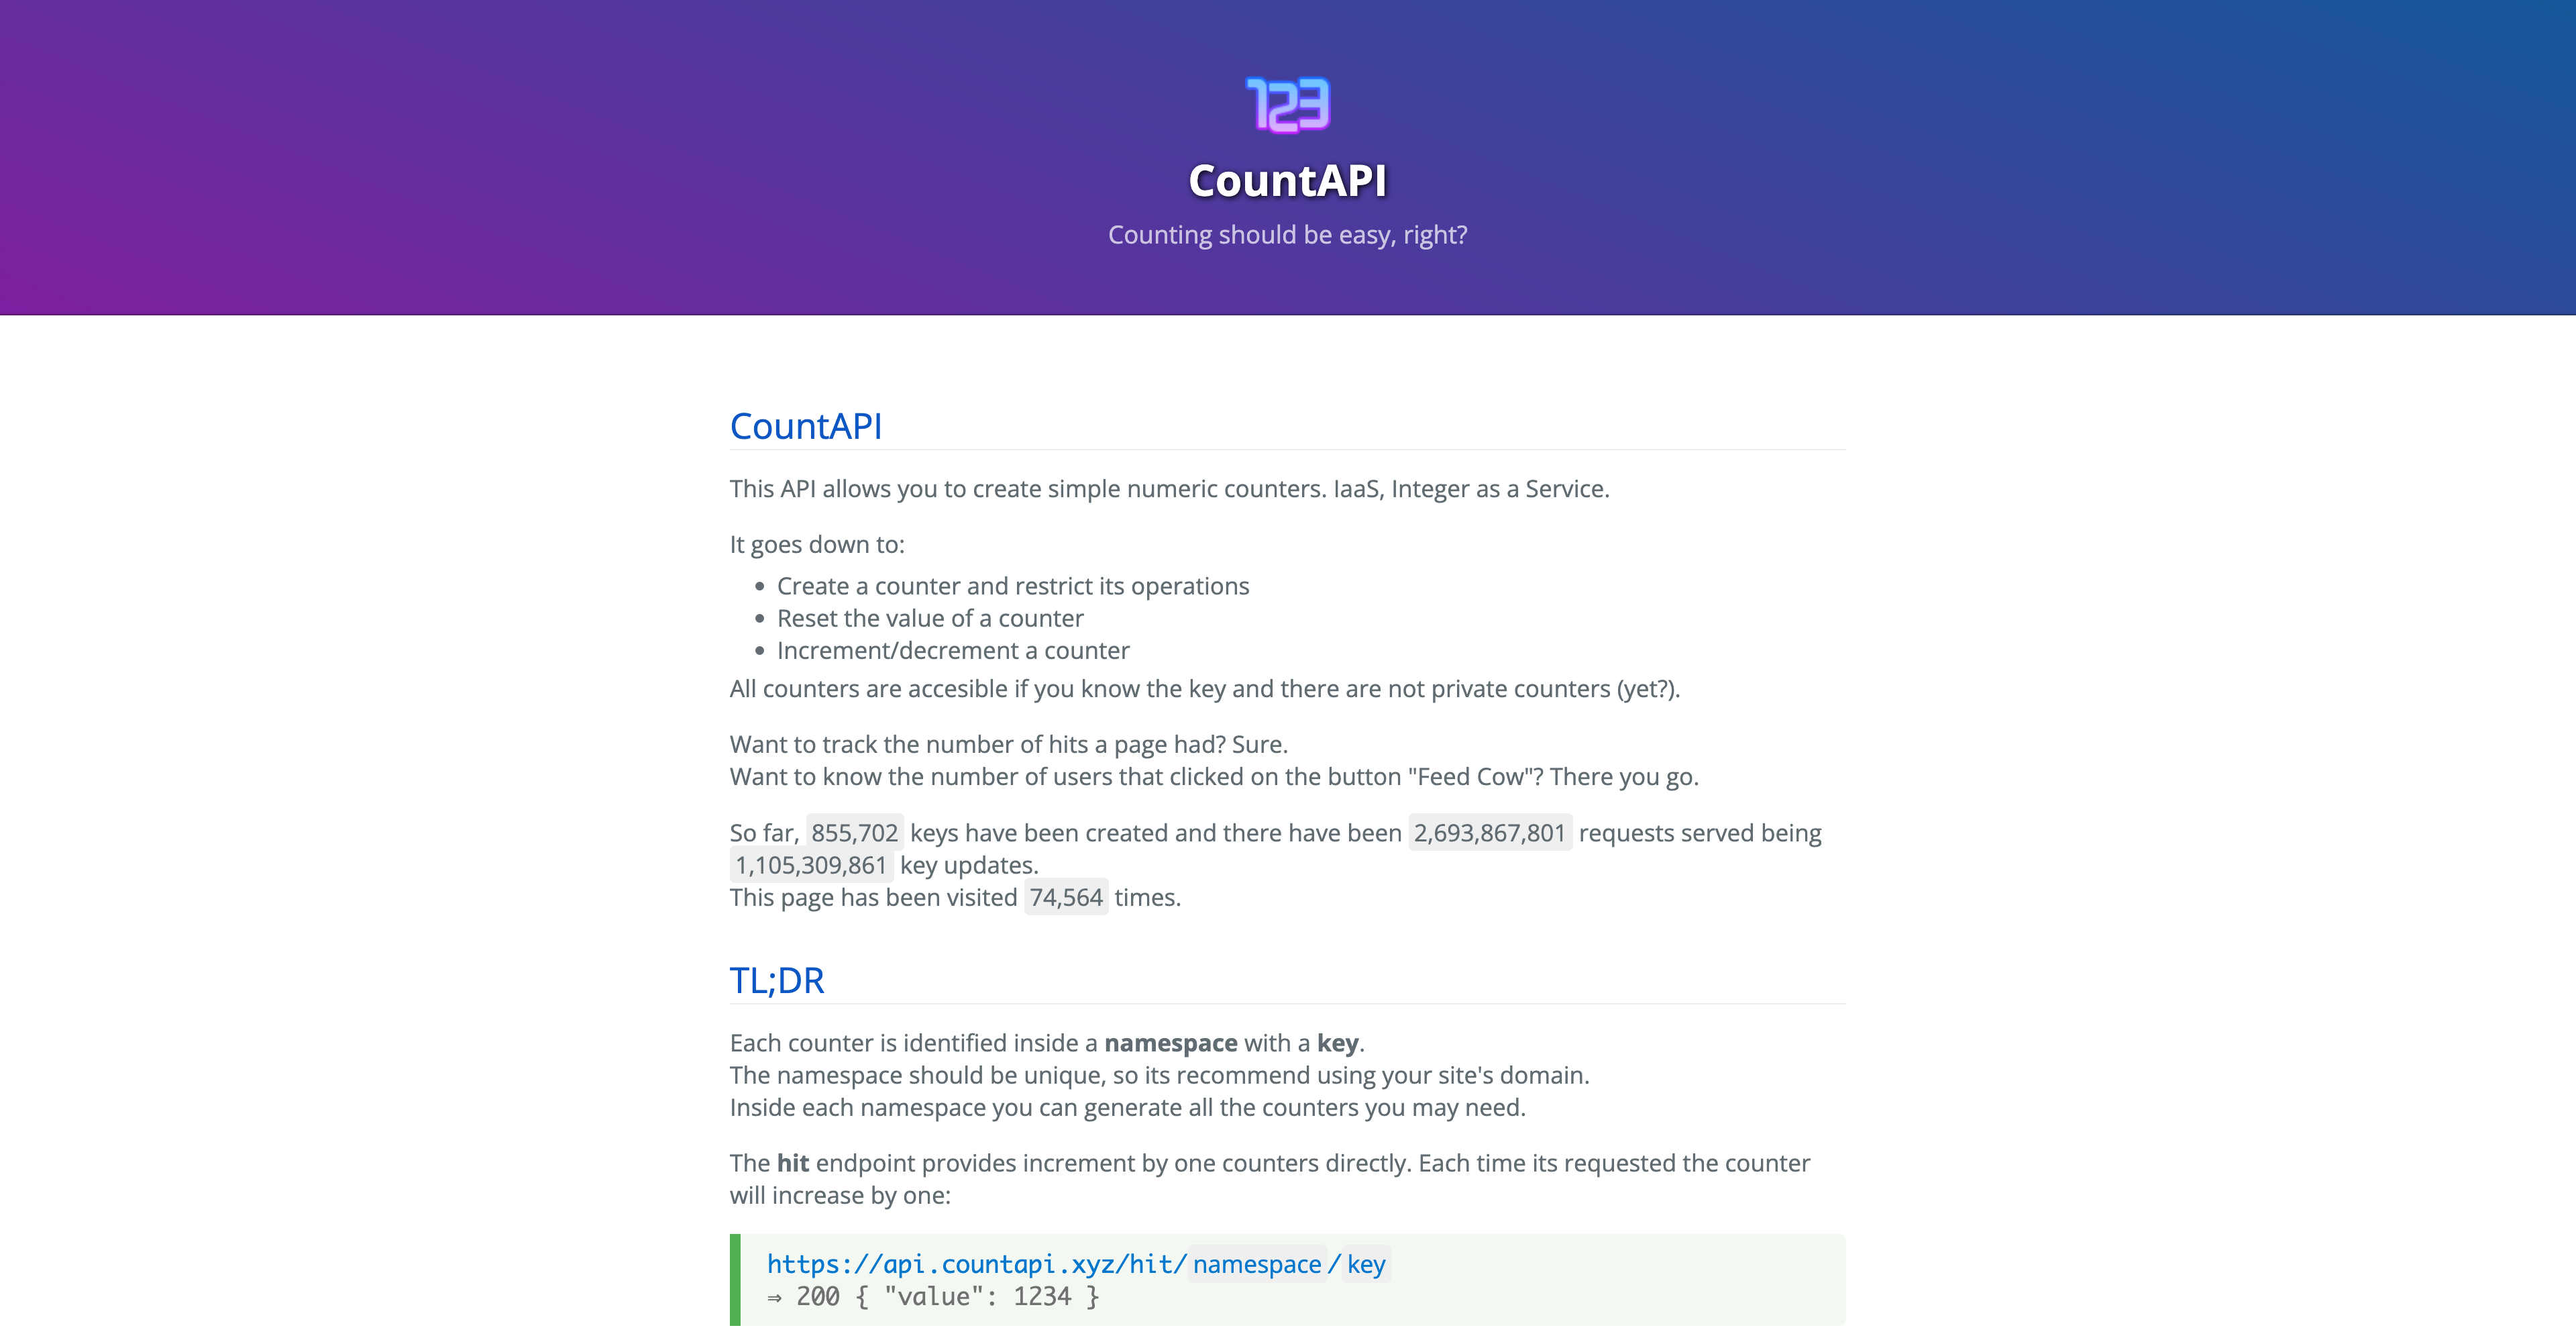 123
CountAPI
Counting should be easy, right?
CountAPI
This API allows you to create simple numeric counters. IaaS, Integer as a Service.
It goes down to:
• Create a counter and restrict its operations
• Reset the value of a counter
• Increment/decrement a counter
All counters are accesible if you know the key and there are not private counters (yet?).
Want to track the number of hits a page had? Sure.
Want to know the number of users that clicked on the button "Feed Cow"? There you go.
So far, 855,702 keys have been created and there have been 2,693,867,801 requests served being
1,105,309,861 key updates.
This page has been visited 74,564 times.
TL;DR
Each counter is identified inside a namespace with a key.
The namespace should be unique, so its recommend using your site's domain.
Inside each namespace you can generate all the counters you may need.
The hit endpoint provides increment by one counters directly. Each time its requested the counter
will increase by one:
https://api.countapi.xyz/hit/namespace/key
⇒ 200 { "value": 1234 }